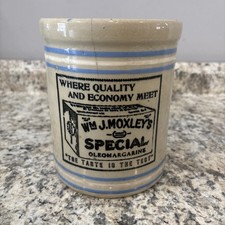 WHERE QUALITY
AND ECONOMY MEET
Wm J. MOXLEY'S
SPECIAL
OLEOMARGARINE
"THE TASTE IS THE TEST"